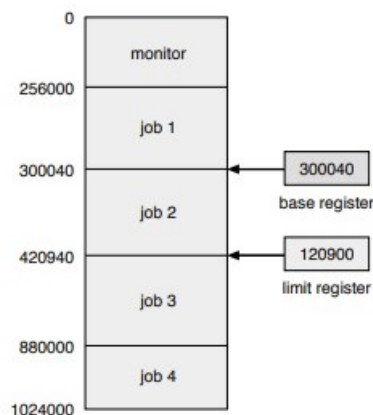 0
monitor
256000
job 1
300040
300040
base register
job 2
420940
120900
limit register
job 3
880000
job 4
1024000